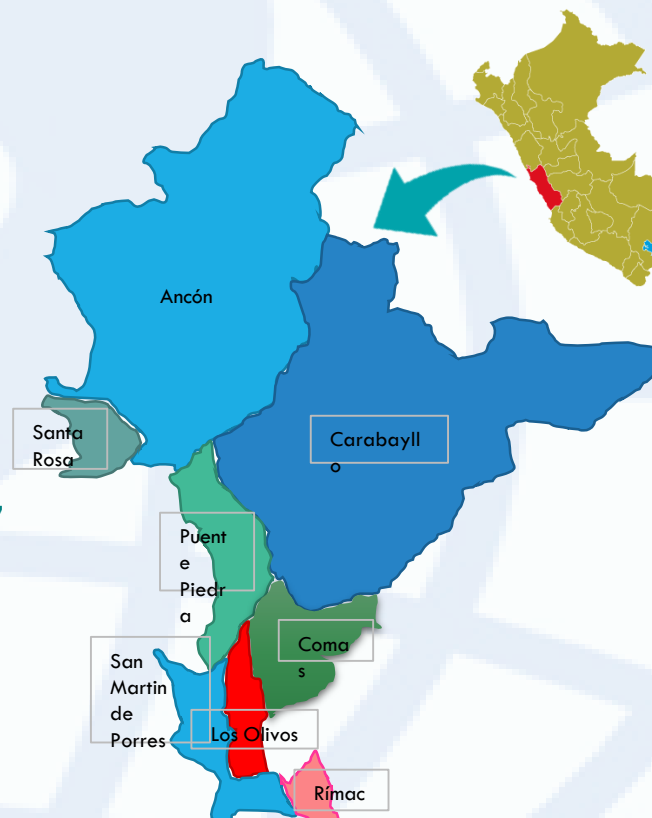 Ancón
Santa
Rosa
Carabayll
o
Puent
e
Piedr
a
Coma
s
San
Martin
de
Porres
Los Olivos
Rímac